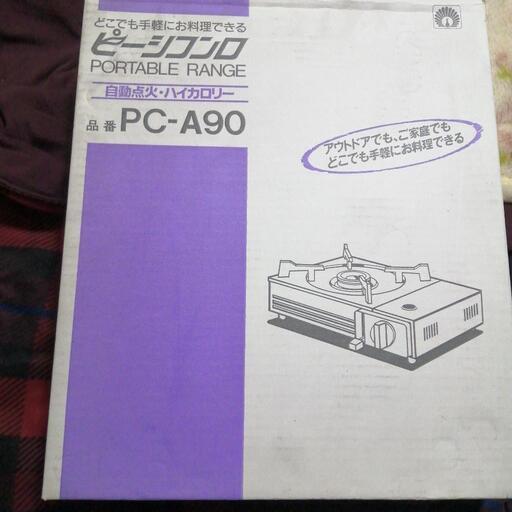 どこでも手軽にお料理できる
ピーシコンロ
PORTABLE RANGE
自動点火・ハイカロリー
品番 PC-A90
アウトドアでも、ご家庭でも
どこでも手軽にお料理できる